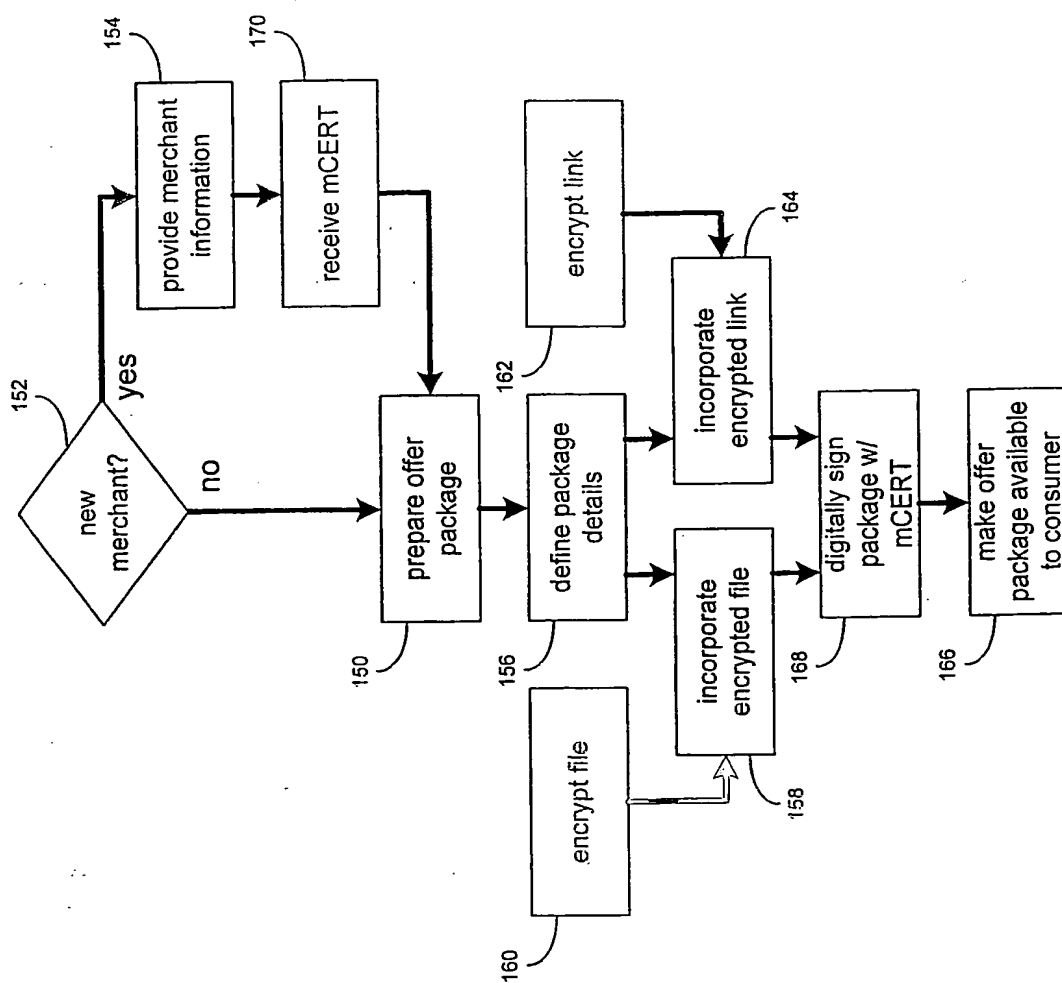 152
new
merchant?
yes
no
154
provide merchant
information
170
receive mCERT
150
prepare offer
package
156
define package
details
160
encrypt file
162
encrypt link
158
incorporate
encrypted file
164
incorporate
encrypted link
168
digitally sign
package w/
mCERT
166
make offer
package available
to consumer